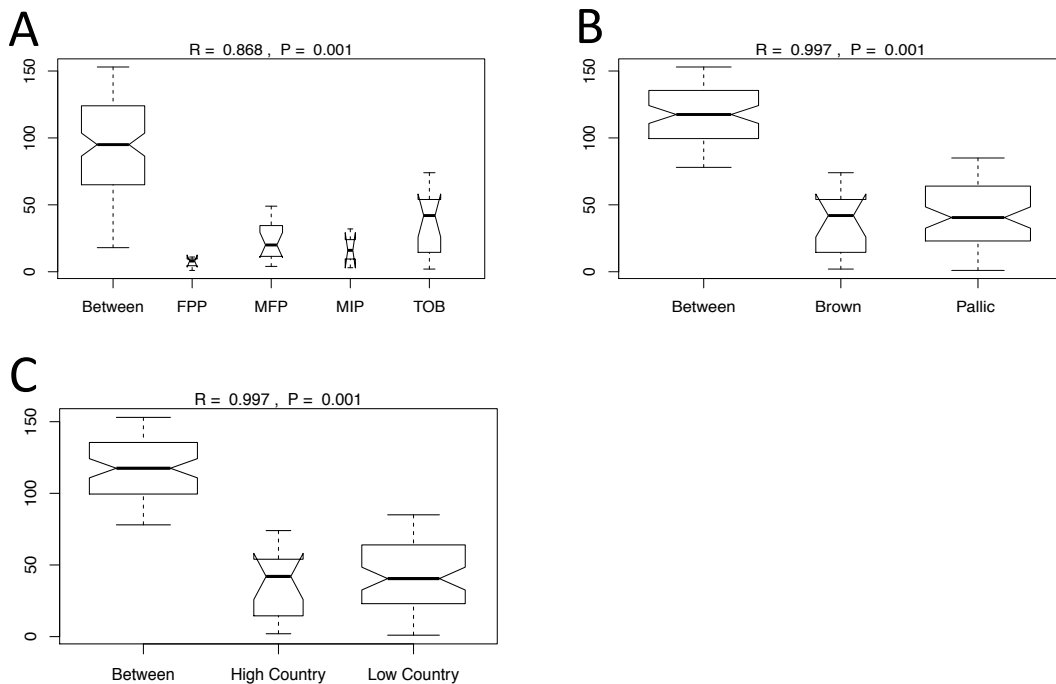 A
R = 0.868 , P = 0.001
150
100
50
0
Between FPP MFP MIP TOB
B
R = 0.997 , P = 0.001
150
100
50
0
Between Brown Pallic
C
R = 0.997 , P = 0.001
150
100
50
0
Between High Country Low Country